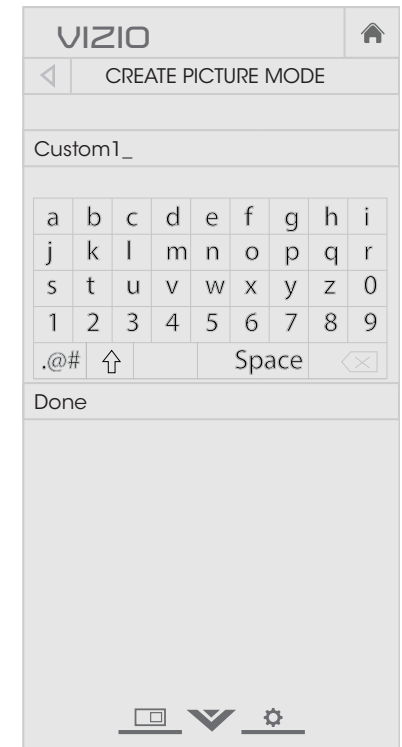 VIZIO
CREATE PICTURE MODE
Custom1_
a b c d e f g h i
j k l m n o p q r
s t u v w x y z 0
1 2 3 4 5 6 7 8 9
.@# Space
Done